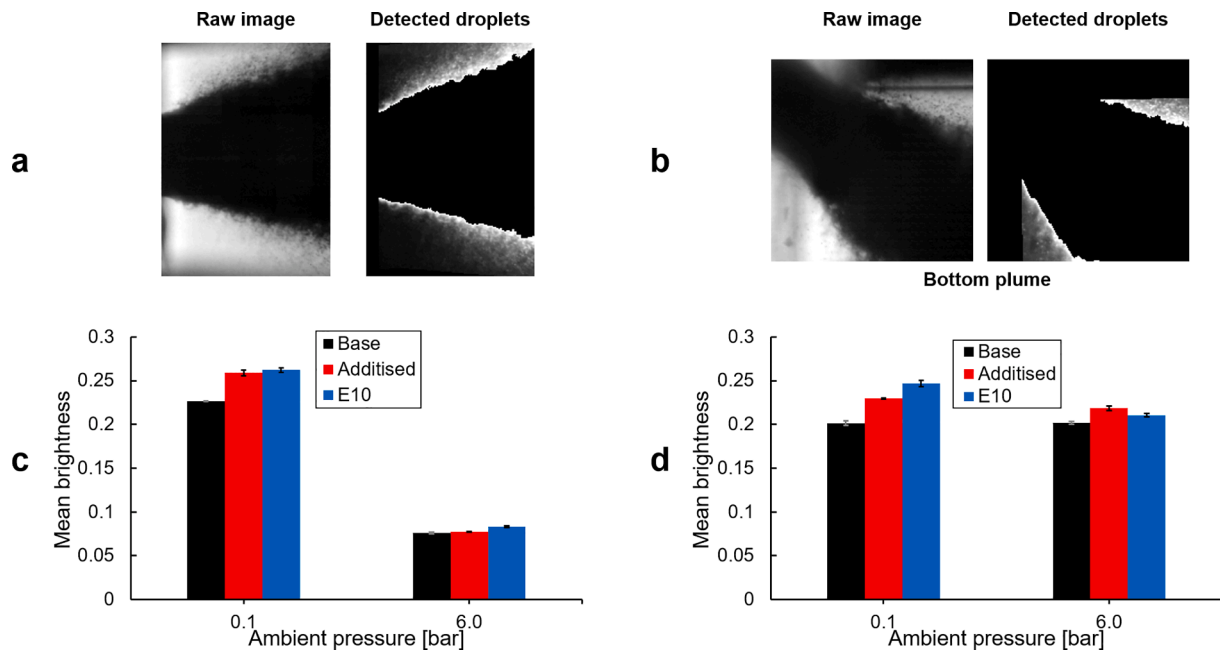 Raw image
Detected droplets
Raw image
Detected droplets
a
b
Bottom plume
0.3
0.25
0.2
0.15
0.1
0.05
0
Mean brightness
Base
Additised
E10
c
0.1
6.0
Ambient pressure [bar]
0.3
0.25
0.2
0.15
0.1
0.05
0
Mean brightness
Base
Additised
E10
d
0.1
6.0
Ambient pressure [bar]